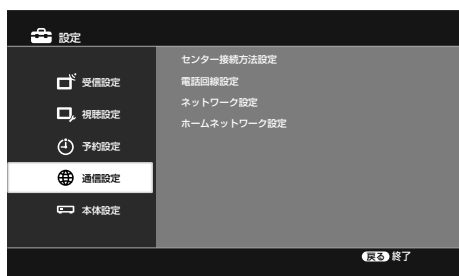 設定
受信設定
視聴設定
予約設定
通信設定
本体設定
センター接続方法設定
電話回線設定
ネットワーク設定
ホームネットワーク設定
戻る 終了